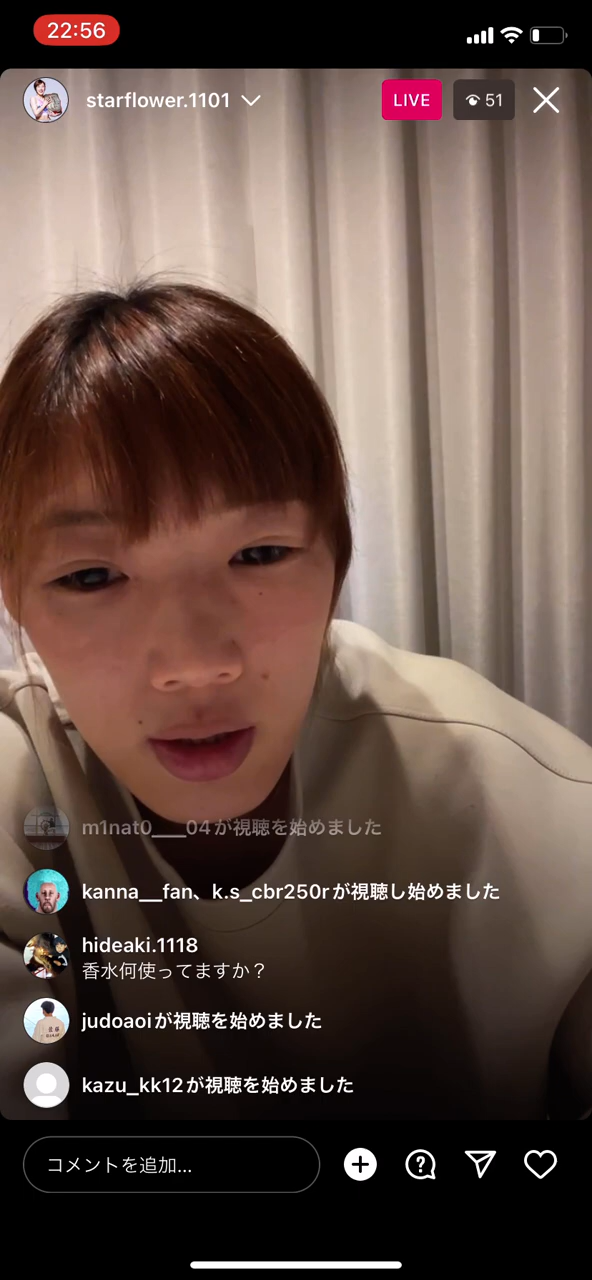 22:56
starflower.1101
LIVE
51
m1nat0___04が視聴を始めました
kanna__fan、k.s_cbr250rが視聴し始めました
hideaki.1118
香水何使ってますか？
judoaoiが視聴を始めました
kazu_kk12が視聴を始めました
コメントを追加...